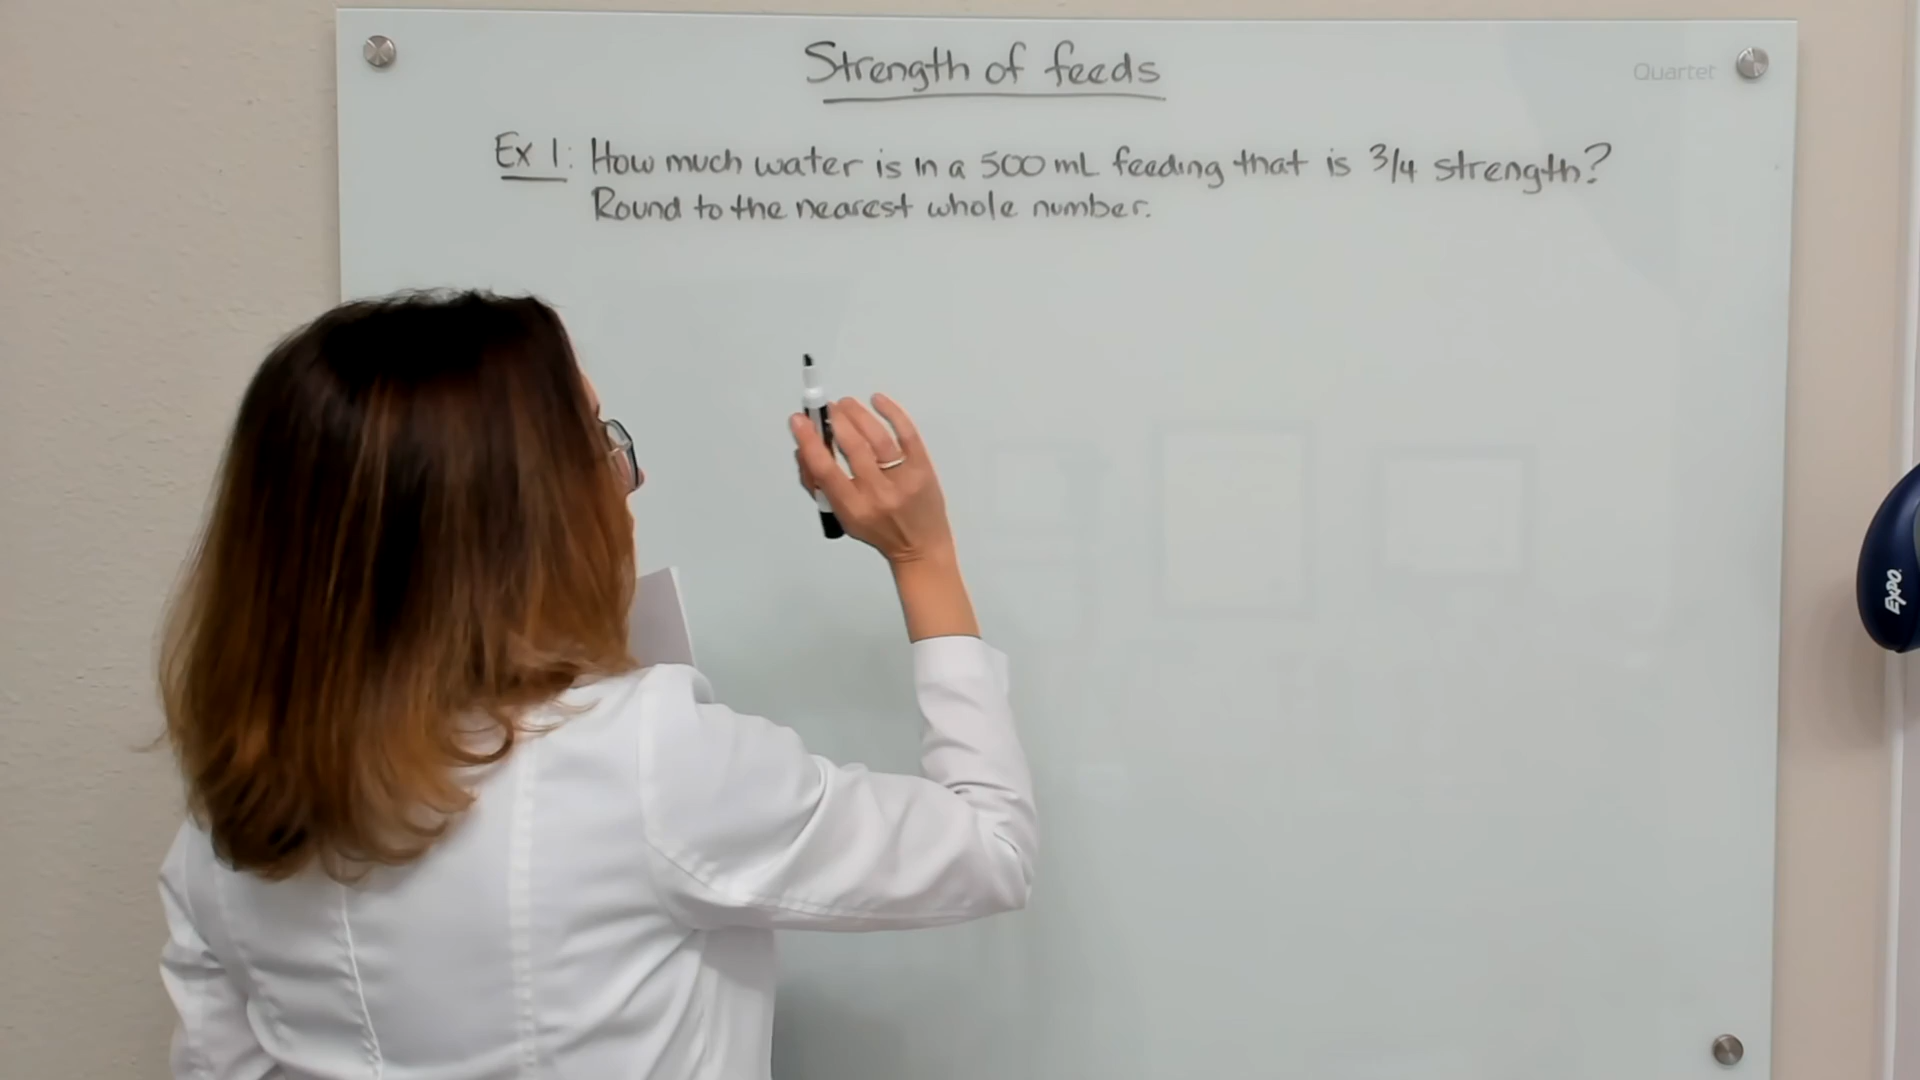 Strength of feeds
Quartet
Ex 1: How much water is in a 500 mL feeding that is 3/4 strength?
Round to the nearest whole number.
EXPO